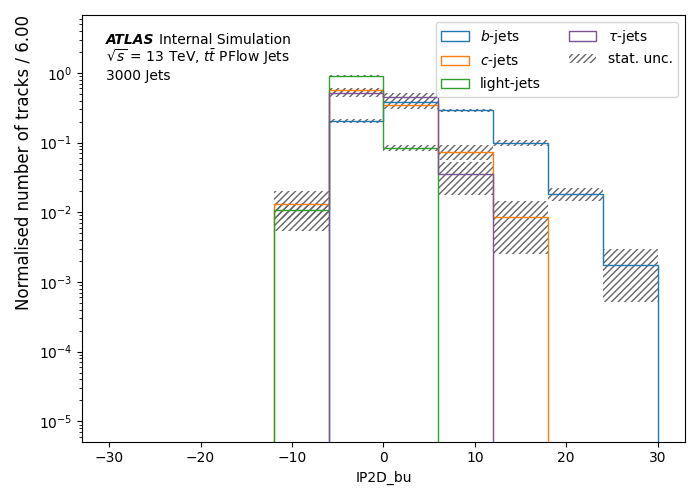 ATLAS Internal Simulation
√s = 13 TeV, tt̄ PFlow Jets
3000 Jets
b-jets
c-jets
light-jets
τ-jets
stat. unc.
Normalised number of tracks / 6.00
10⁰
10⁻¹
10⁻²
10⁻³
10⁻⁴
10⁻⁵
−30 −20 −10 0 10 20 30
IP2D_bu